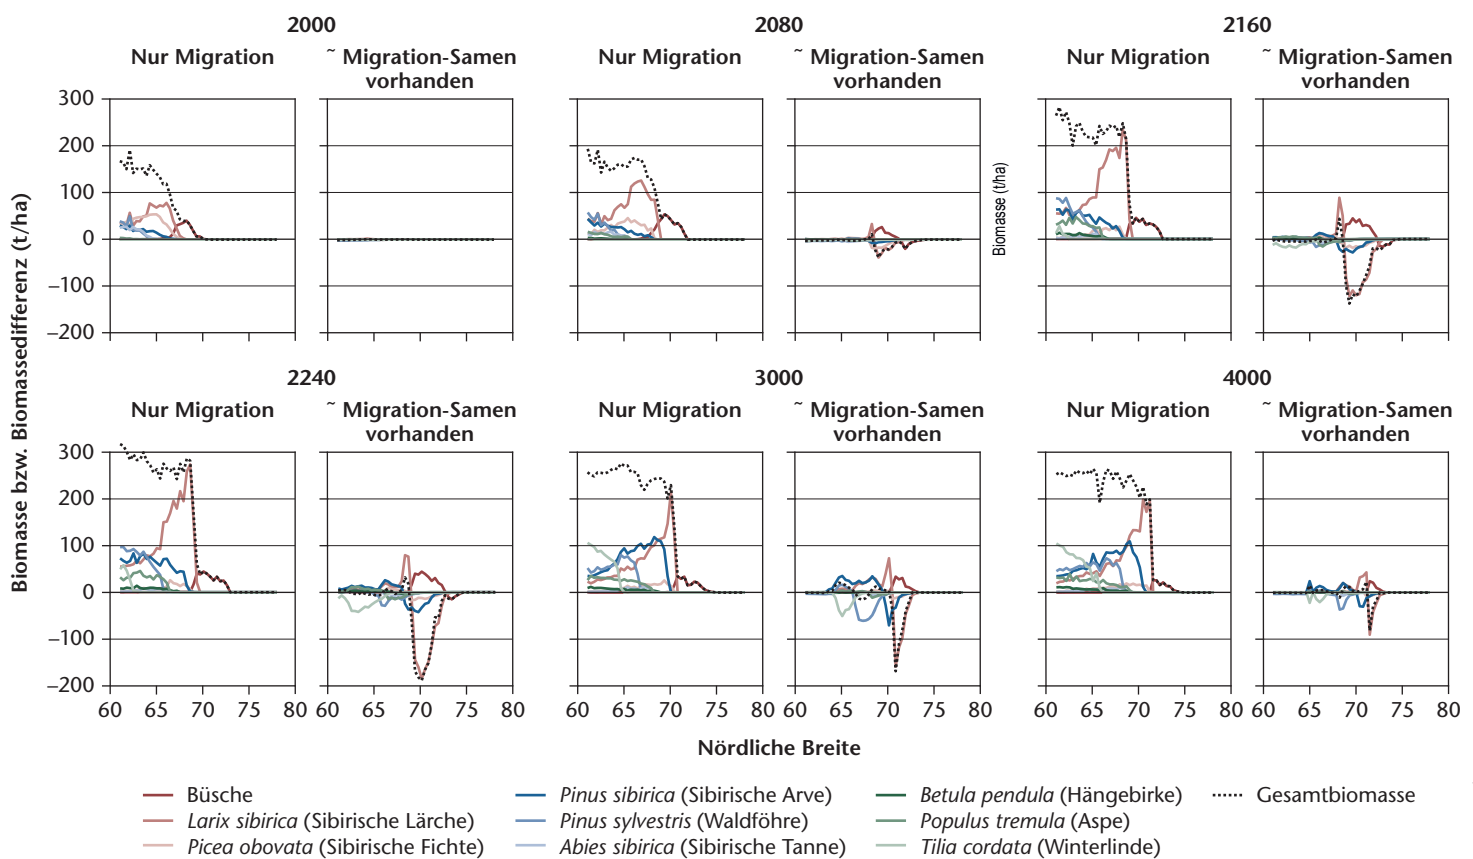 2000
2080
2160
Nur Migration
~ Migration-Samen
vorhanden
Nur Migration
~ Migration-Samen
vorhanden
Nur Migration
~ Migration-Samen
vorhanden
300
200
100
0
–100
–200
Biomasse (t/ha)
Biomasse bzw. Biomassedifferenz (t/ha)
2240
3000
4000
Nur Migration
~ Migration-Samen
vorhanden
Nur Migration
~ Migration-Samen
vorhanden
Nur Migration
~ Migration-Samen
vorhanden
300
200
100
0
–100
–200
60 65 70 75 80 60 65 70 75 80
60 65 70 75 80 60 65 70 75 80
60 65 70 75 80 60 65 70 75 80
Nördliche Breite
Büsche
Larix sibirica (Sibirische Lärche)
Picea obovata (Sibirische Fichte)
Pinus sibirica (Sibirische Arve)
Pinus sylvestris (Waldföhre)
Abies sibirica (Sibirische Tanne)
Betula pendula (Hängebirke)
Populus tremula (Aspe)
Tilia cordata (Winterlinde)
Gesamtbiomasse